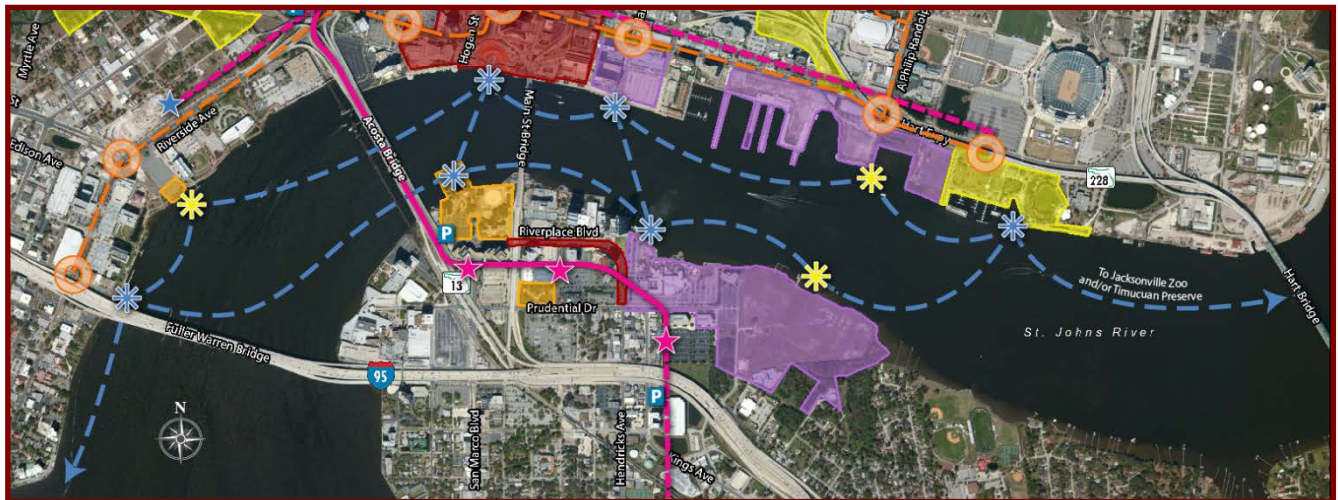 Myrtle Ave
St
Edison Ave
Riverside Ave
Acosta Bridge
Hogan St
Main St Bridge
A Philip Randolp
Hart Expy
228
Hart Bridge
P
Riverplace Blvd
13
Prudential Dr
To Jacksonville Zoo
and/or Timucuan Preserve
St. Johns River
Fuller Warren Bridge
95
N
P
San Marco Blvd
Hendricks Ave
Kings Ave